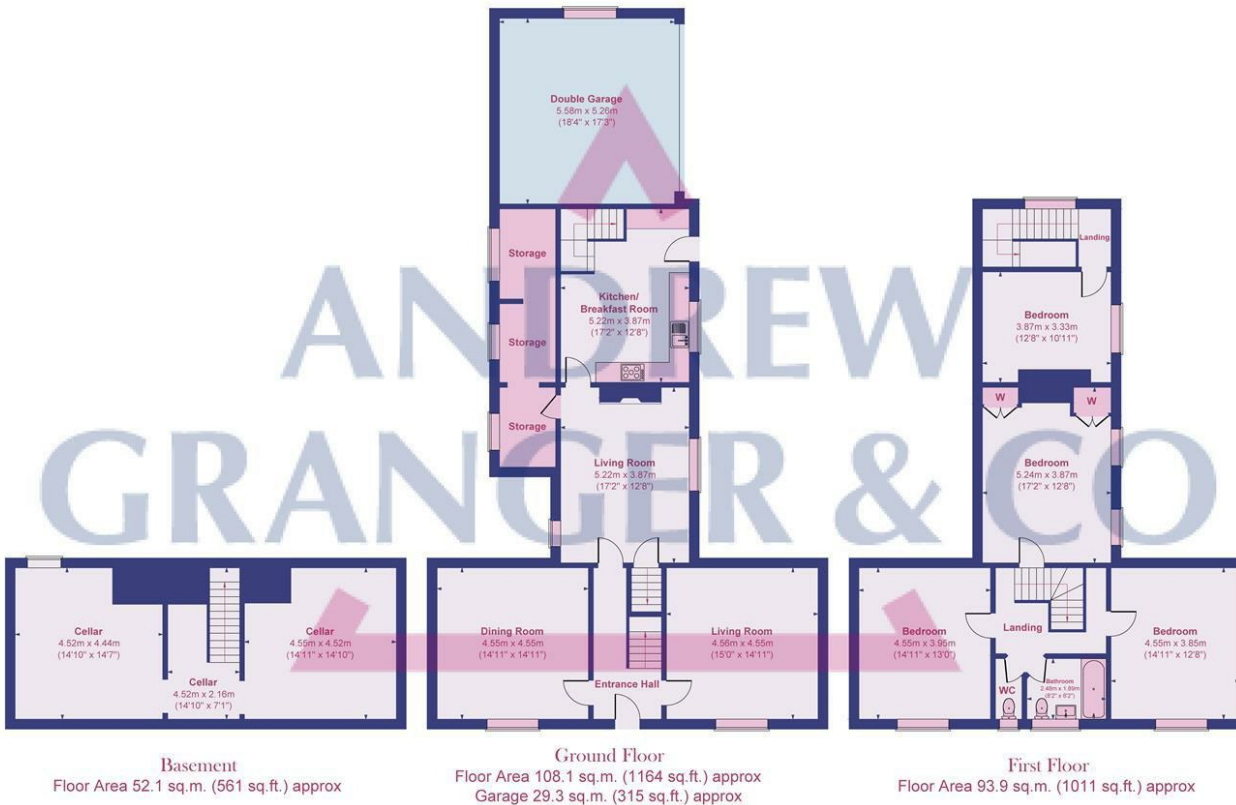 Double Garage
5.58m x 5.26m
(18'4" x 17'3")
Storage
Storage
Storage
Kitchen/
Breakfast Room
5.22m x 3.87m
(17'2" x 12'8")
Living Room
5.22m x 3.87m
(17'2" x 12'8")
Landing
Bedroom
3.87m x 3.33m
(12'8" x 10'11")
W
W
Bedroom
5.24m x 3.87m
(17'2" x 12'8")
ANDREW
GRANGER & CO
Cellar
4.52m x 4.44m
(14'10" x 14'7")
Cellar
4.55m x 4.52m
(14'11" x 14'10")
Cellar
4.52m x 2.16m
(14'10" x 7'1")
Dining Room
4.55m x 4.55m
(14'11" x 14'11")
Living Room
4.56m x 4.55m
(15'0" x 14'11")
Entrance Hall
Bedroom
4.55m x 3.95m
(14'11" x 13'0")
Landing
Bedroom
4.55m x 3.85m
(14'11" x 12'8")
WC
Bathroom
2.48m x 1.89m
(8'2" x 6'2")
Basement
Floor Area 52.1 sq.m. (561 sq.ft.) approx
Ground Floor
Floor Area 108.1 sq.m. (1164 sq.ft.) approx
Garage 29.3 sq.m. (315 sq.ft.) approx
First Floor
Floor Area 93.9 sq.m. (1011 sq.ft.) approx